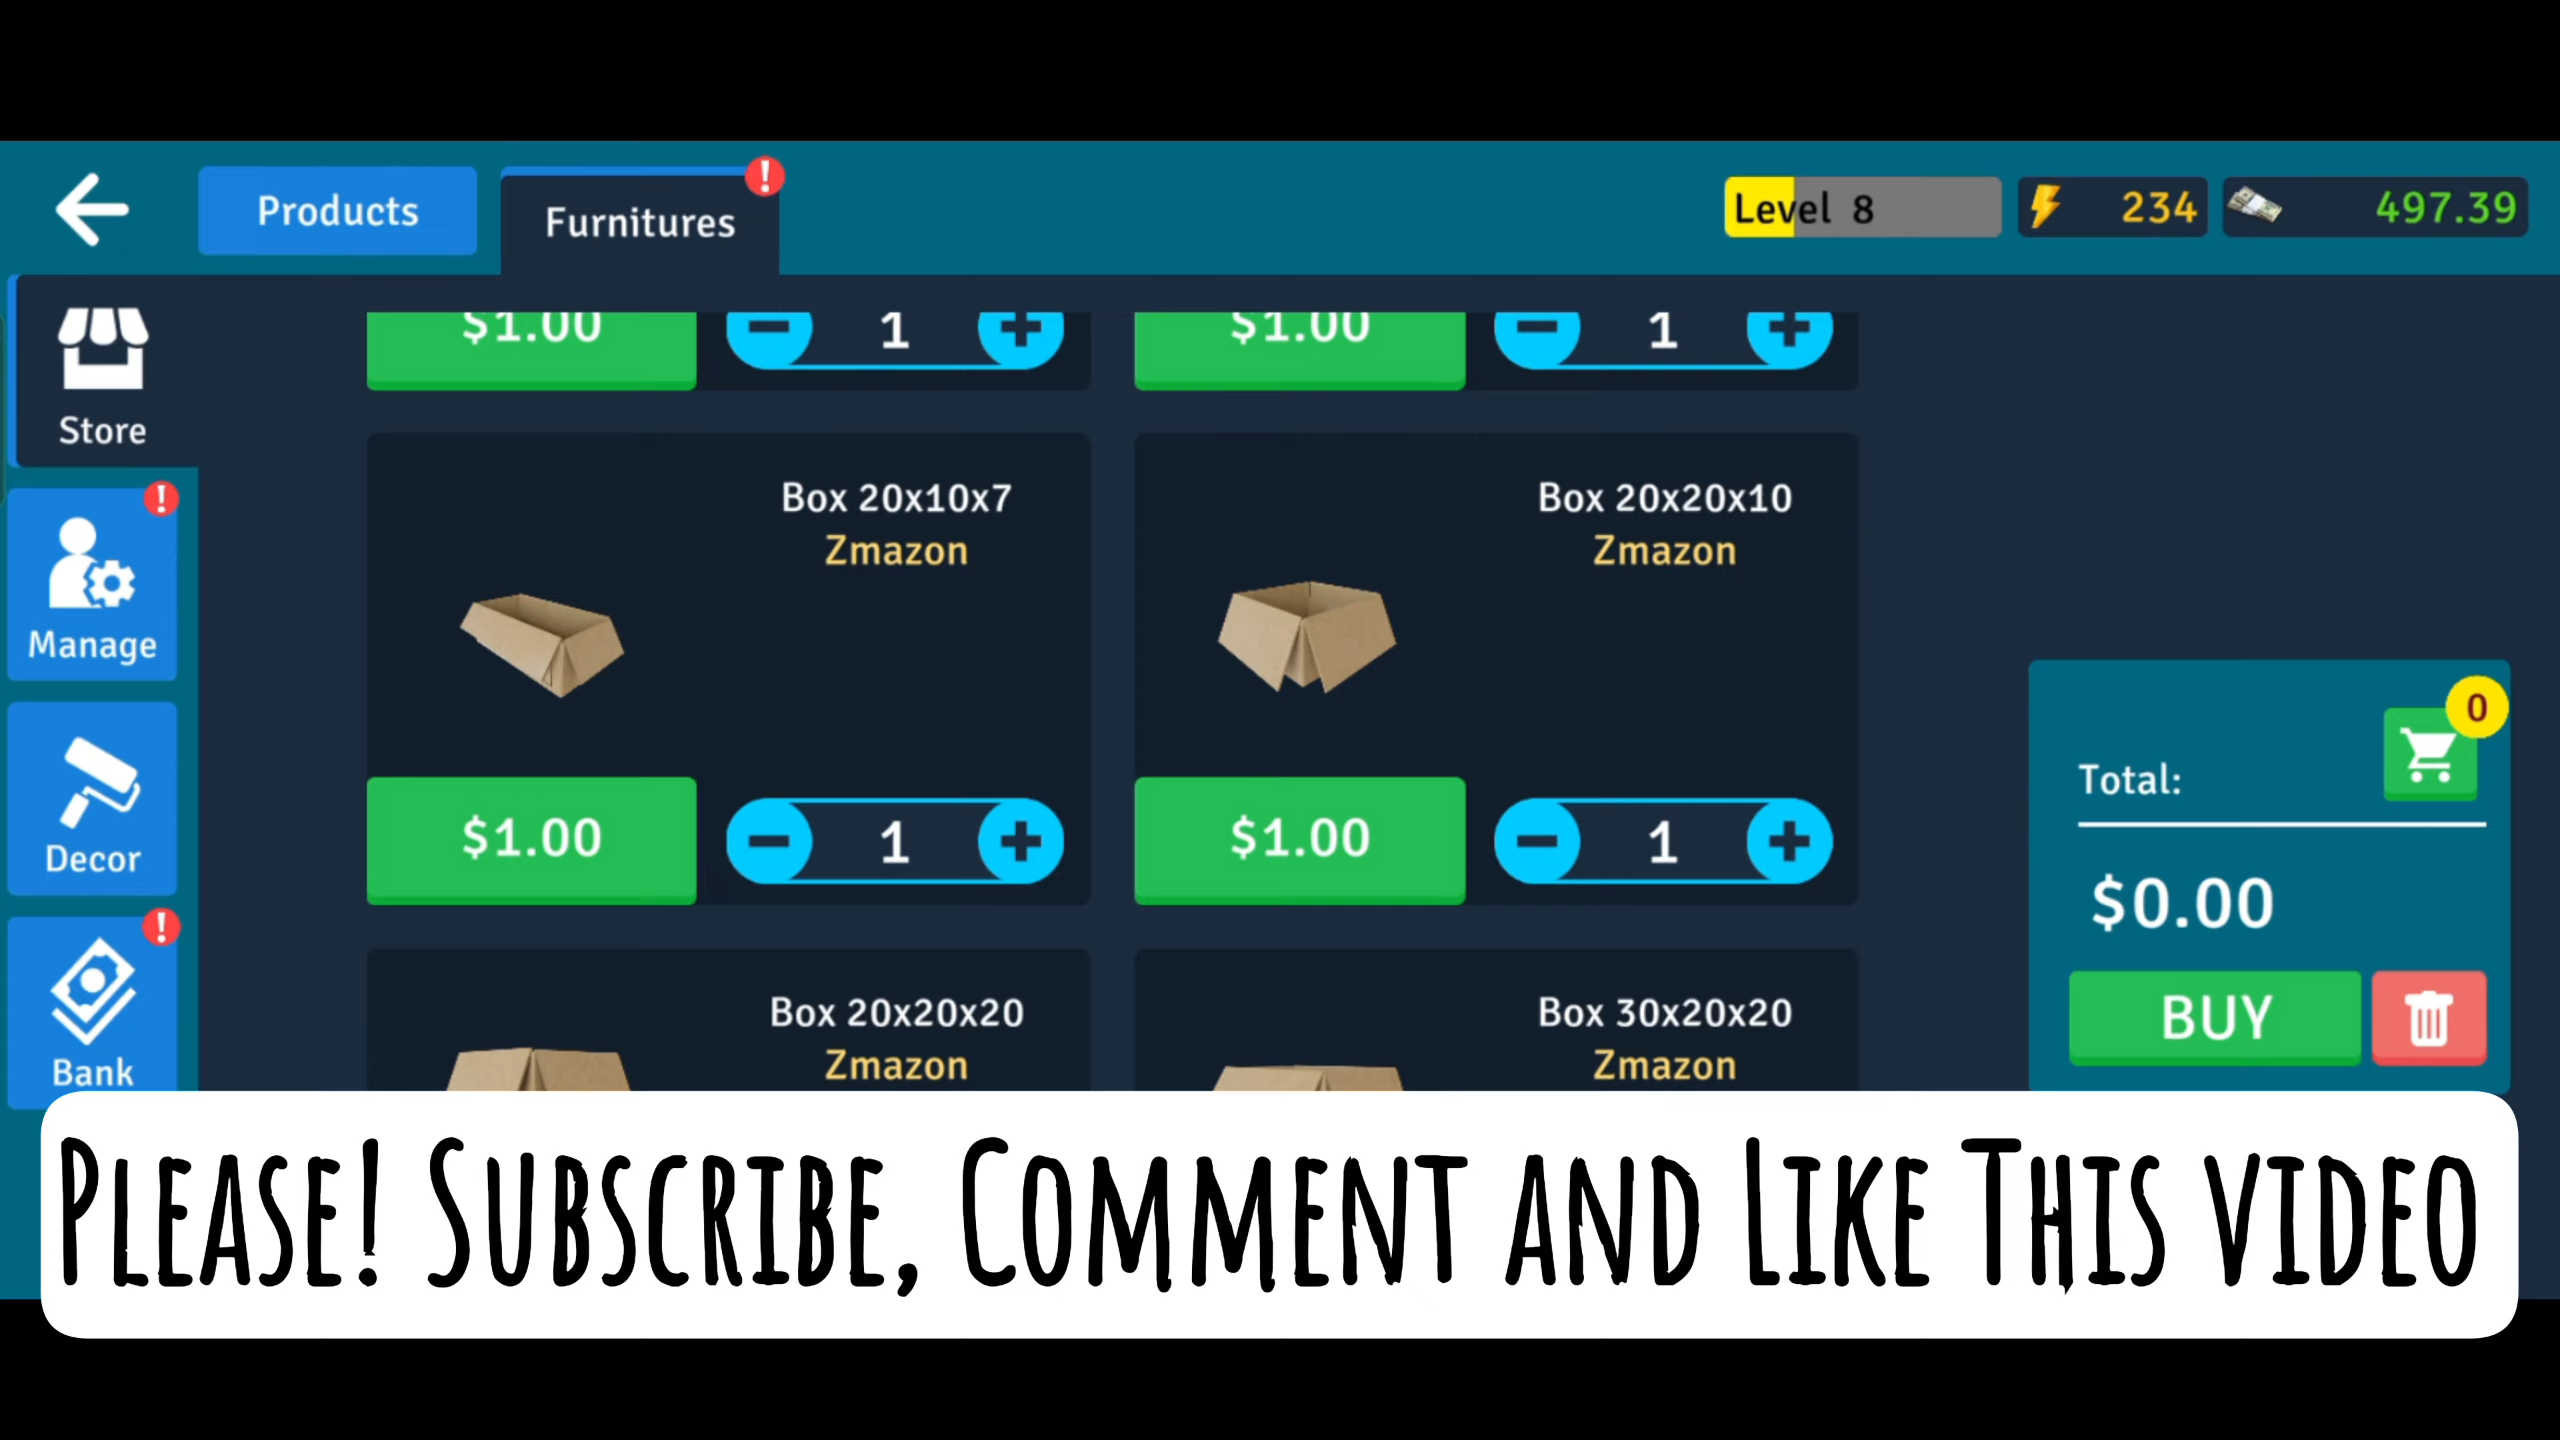 Products
Furnitures
!
Level 8
234
497.39
Store
$1.00
1
$1.00
1
!
Manage
Box 20x10x7
Zmazon
$1.00
1
Box 20x20x10
Zmazon
$1.00
1
Decor
!
Bank
Box 20x20x20
Zmazon
Box 30x20x20
Zmazon
0
Total:
$0.00
BUY
PLEASE! SUBSCRIBE, COMMENT AND LIKE THIS VIDEO